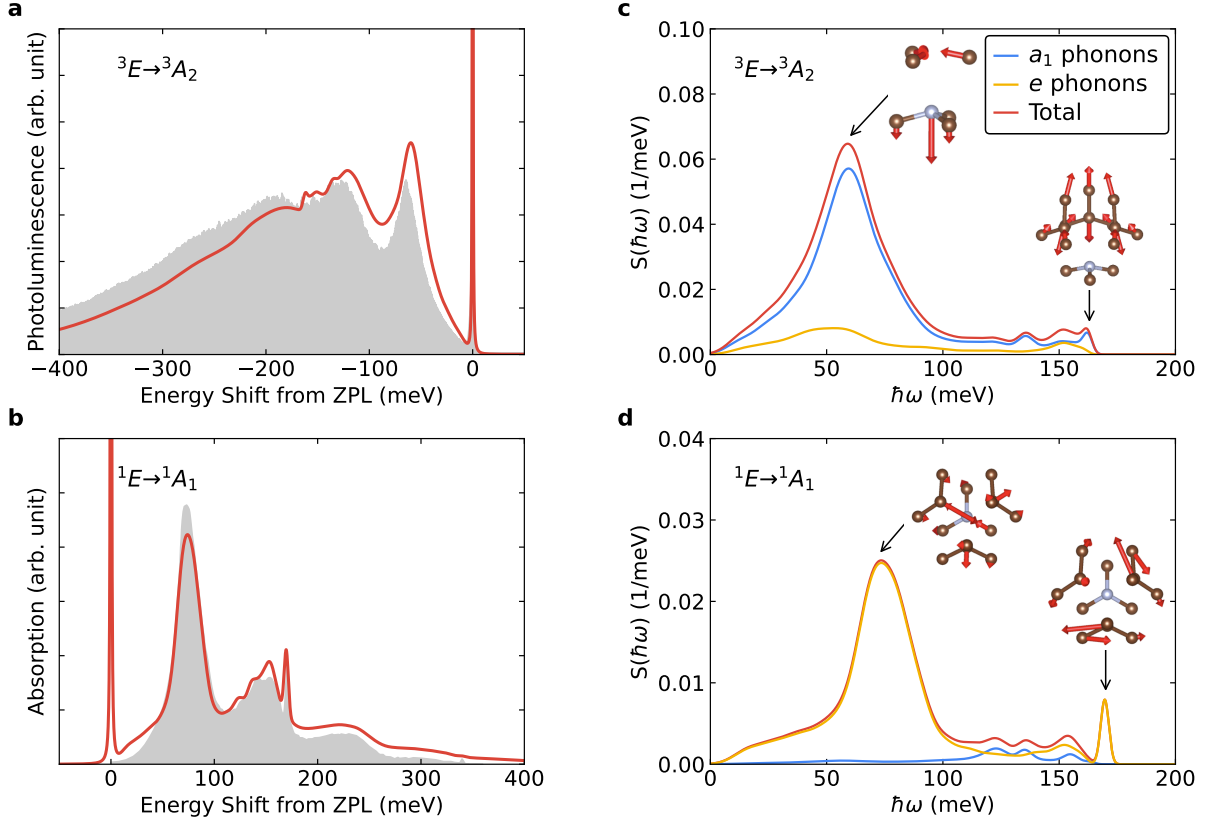 a
Photoluminescence (arb. unit)
³E→³A₂
−400 −300 −200 −100 0
Energy Shift from ZPL (meV)
b
Absorption (arb. unit)
¹E→¹A₁
0 100 200 300 400
Energy Shift from ZPL (meV)
c
S(ℏω) (1/meV)
0.10
0.08
0.06
0.04
0.02
0.00
³E→³A₂
a₁ phonons
e phonons
Total
0 50 100 150 200
ℏω (meV)
d
S(ℏω) (1/meV)
0.04
0.03
0.02
0.01
0.00
¹E→¹A₁
0 50 100 150 200
ℏω (meV)